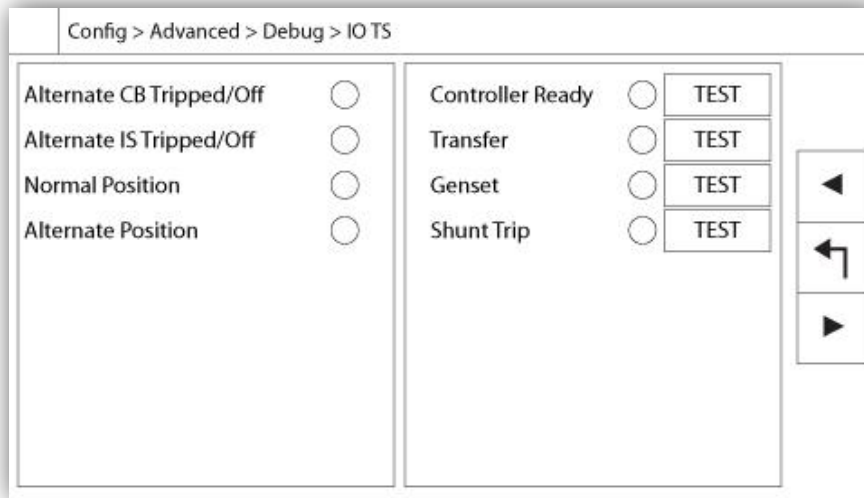 Config > Advanced > Debug > IO TS
Alternate CB Tripped/Off
Alternate IS Tripped/Off
Normal Position
Alternate Position
Controller Ready TEST
Transfer TEST
Genset TEST
Shunt Trip TEST